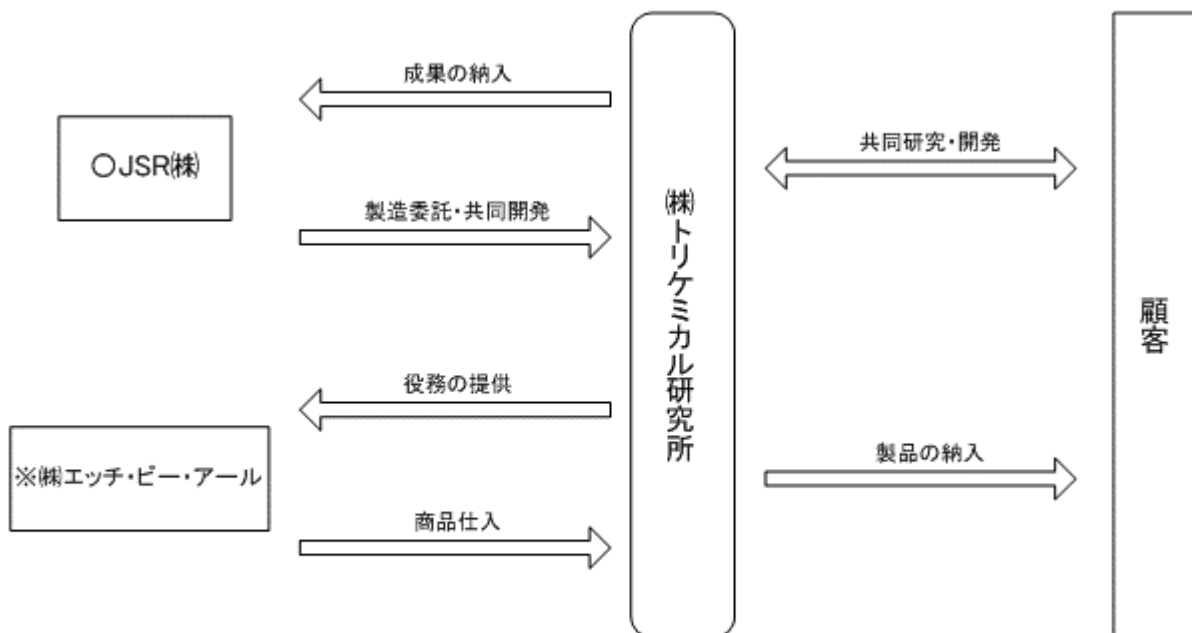 成果の納入
○JSR㈱
製造委託・共同開発
役務の提供
※㈱エッチ・ビー・アール
商品仕入
㈱トリケミカル研究所
共同研究・開発
製品の納入
顧客